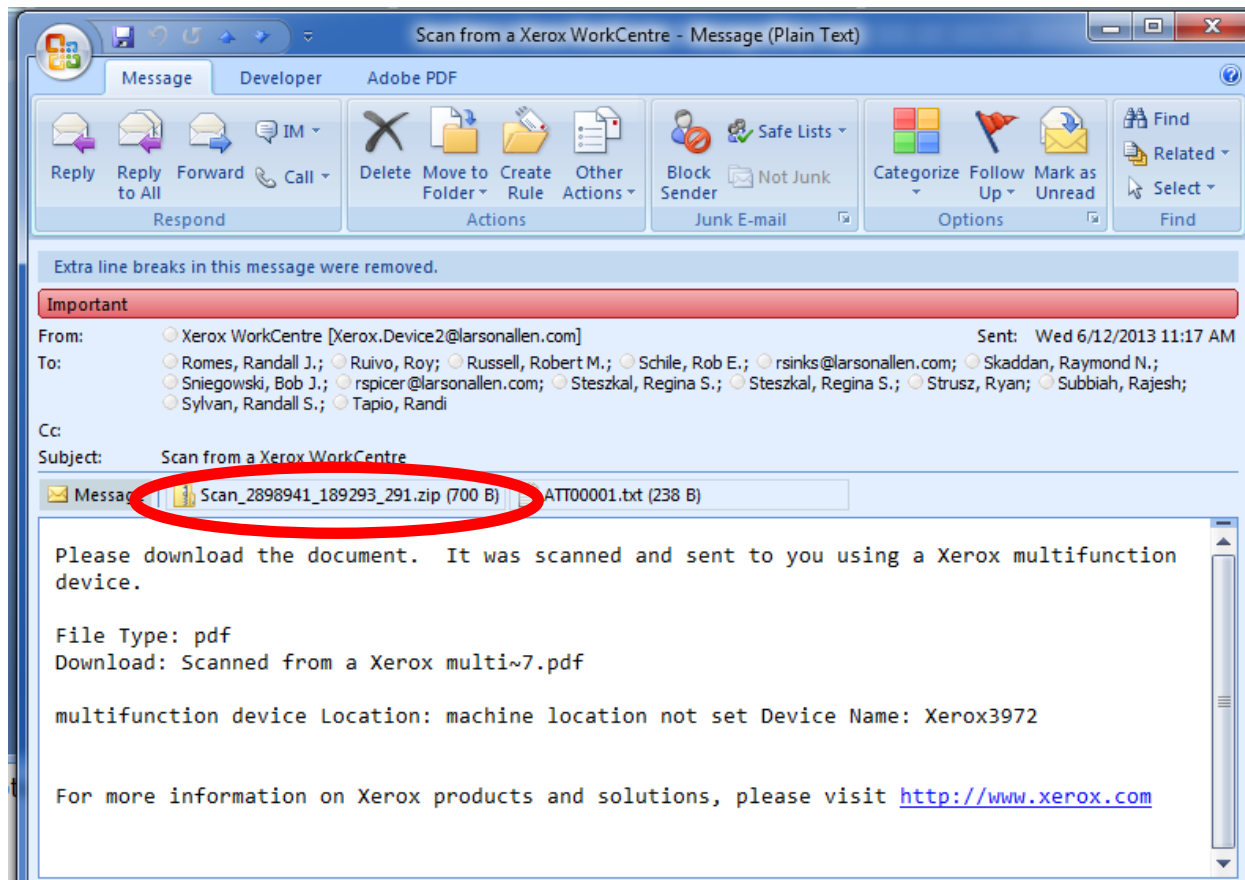 Scan from a Xerox WorkCentre - Message (Plain Text)
Message Developer Adobe PDF
Reply Reply to All Forward IM Call
Respond
Delete Move to Folder Create Rule Other Actions
Actions
Block Sender Safe Lists Not Junk
Junk E-mail
Categorize Follow Up Mark as Unread
Options
Find Related Select
Find
Extra line breaks in this message were removed.
Important
From: Xerox WorkCentre [Xerox.Device2@larsonallen.com] Sent: Wed 6/12/2013 11:17 AM
To: Romes, Randall J.; Ruivo, Roy; Russell, Robert M.; Schile, Rob E.; rsinks@larsonallen.com; Skaddan, Raymond N.;
Sniegowski, Bob J.; rspicer@larsonallen.com; Steszkal, Regina S.; Steszkal, Regina S.; Strusz, Ryan; Subbiah, Rajesh;
Sylvan, Randall S.; Tapio, Randi
Cc:
Subject: Scan from a Xerox WorkCentre
Message Scan_2898941_189293_291.zip (700 B) ATT00001.txt (238 B)
Please download the document. It was scanned and sent to you using a Xerox multifunction
device.
File Type: pdf
Download: Scanned from a Xerox multi~7.pdf
multifunction device Location: machine location not set Device Name: Xerox3972
For more information on Xerox products and solutions, please visit http://www.xerox.com